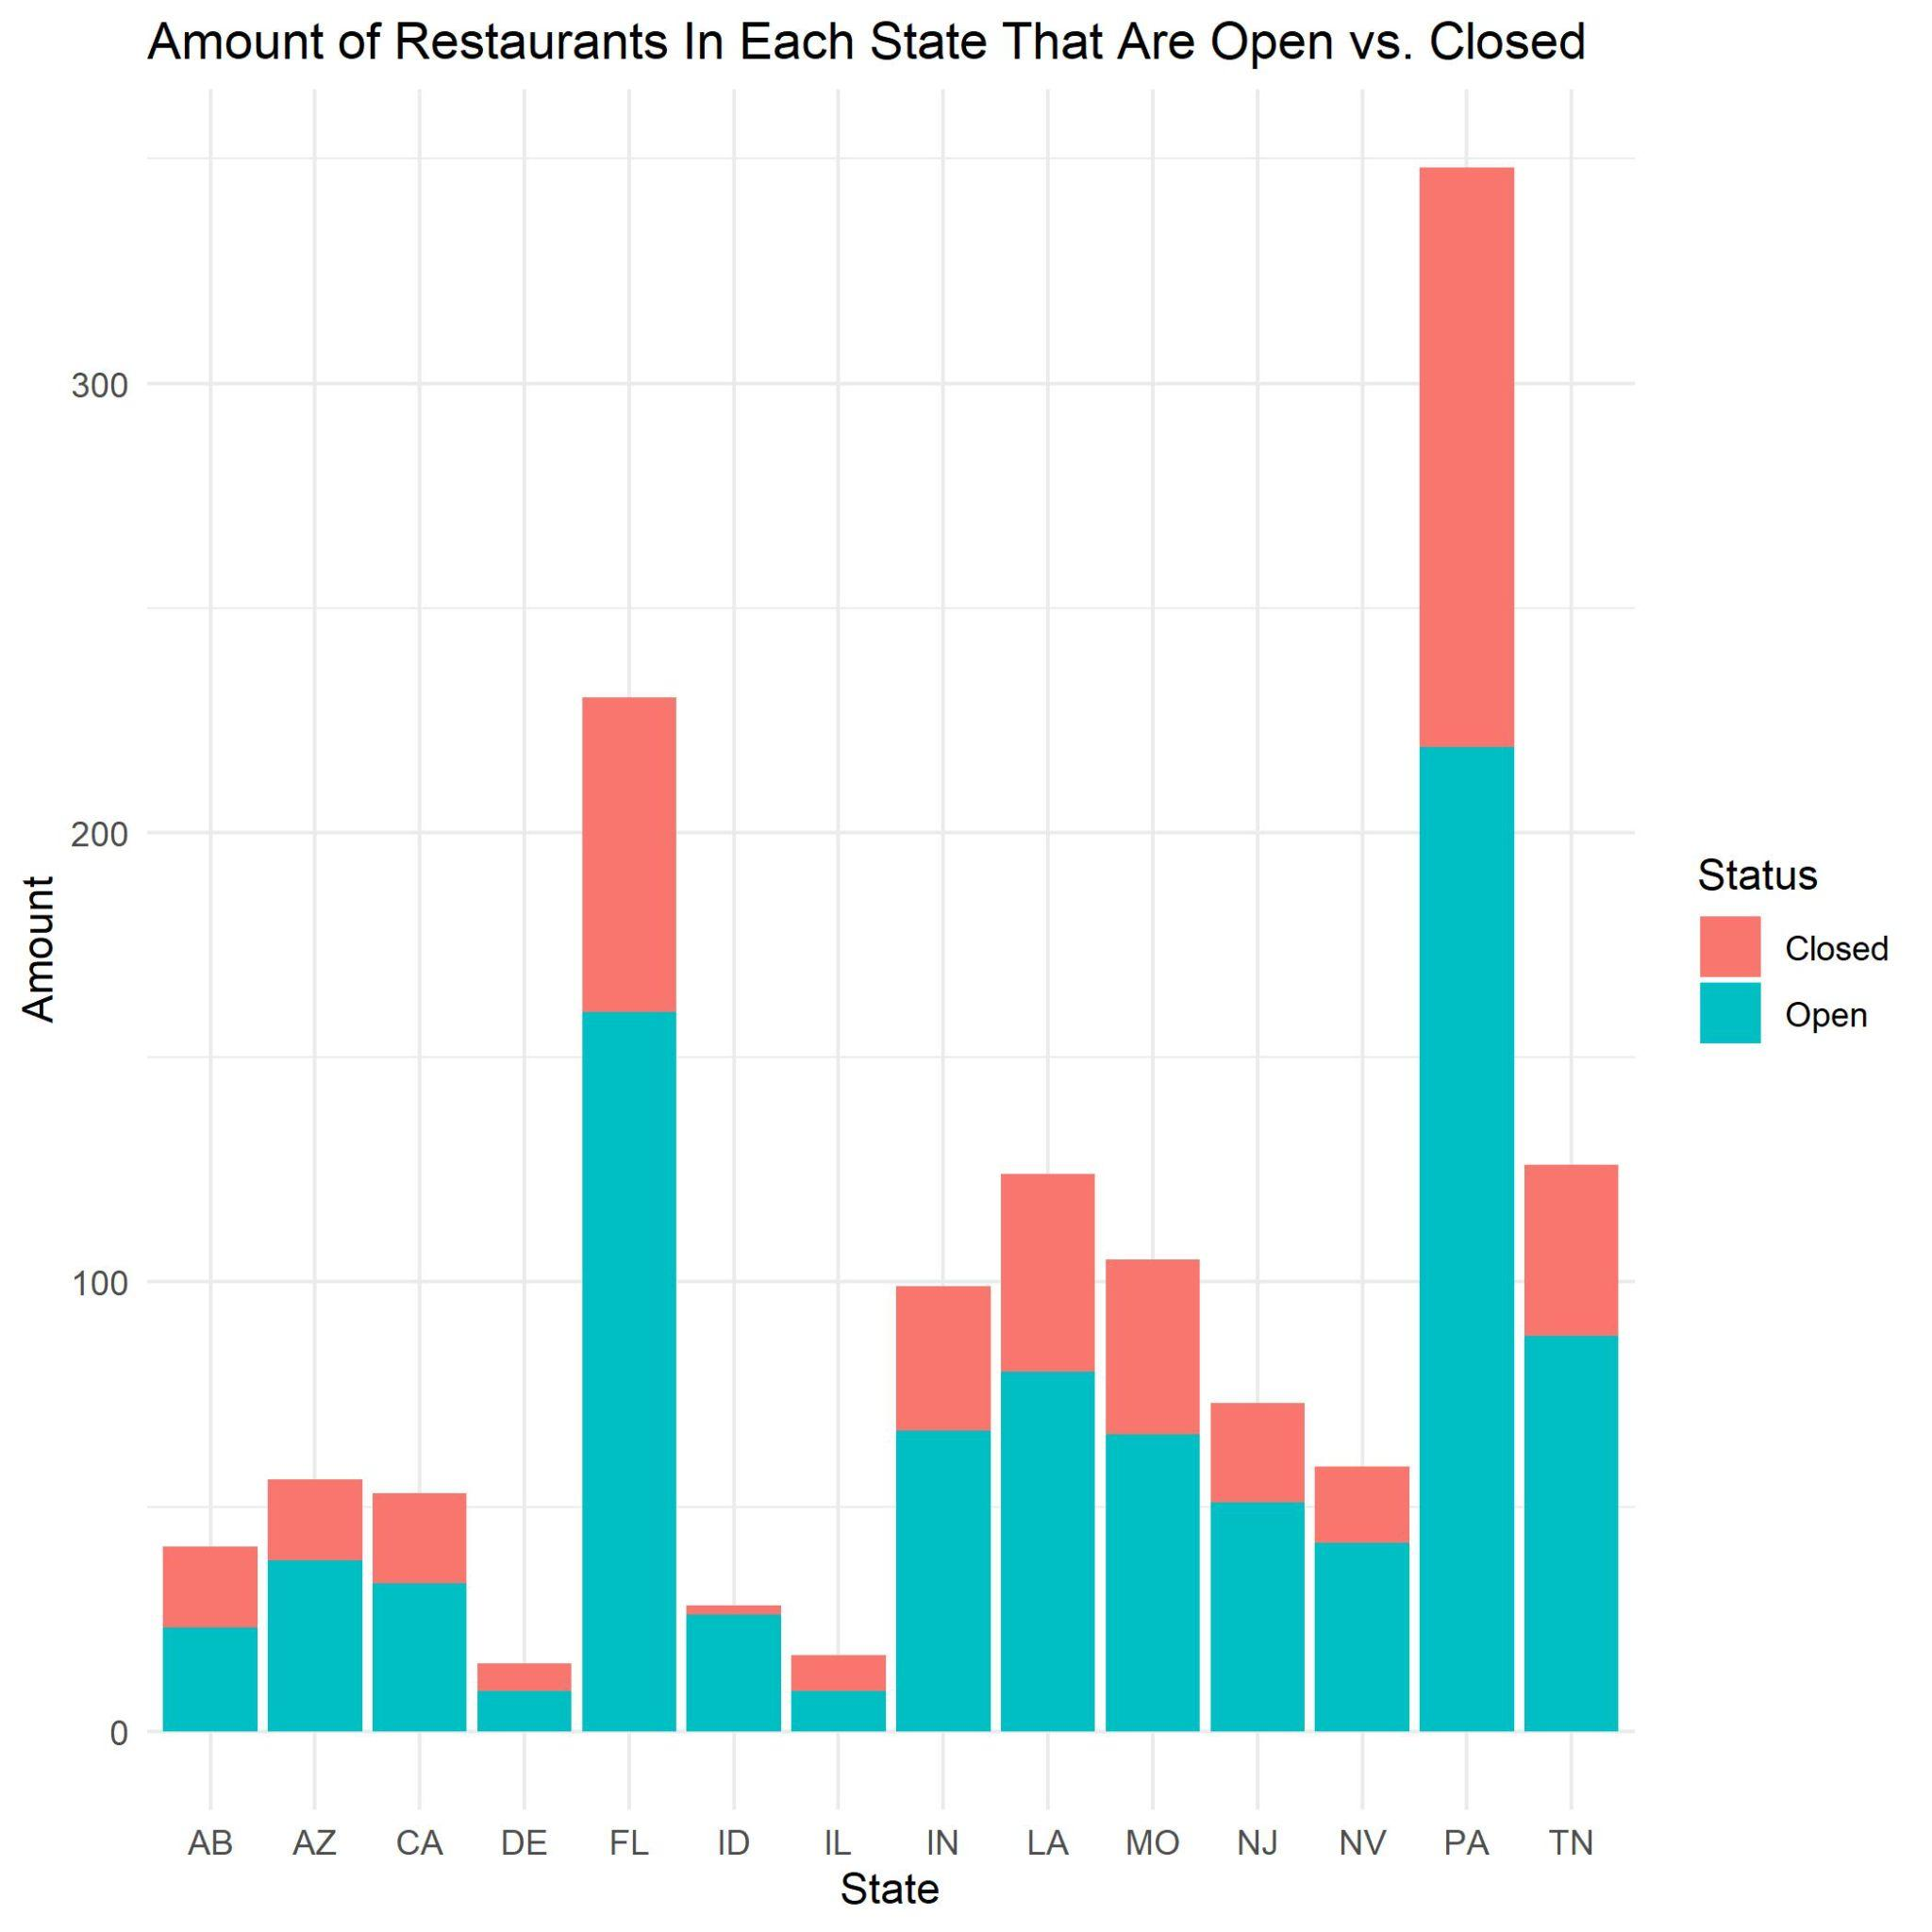 Amount of Restaurants In Each State That Are Open vs. Closed
300
200
100
0
Amount
AB AZ CA DE FL ID IL IN LA MO NJ NV PA TN
State
Status
Closed
Open